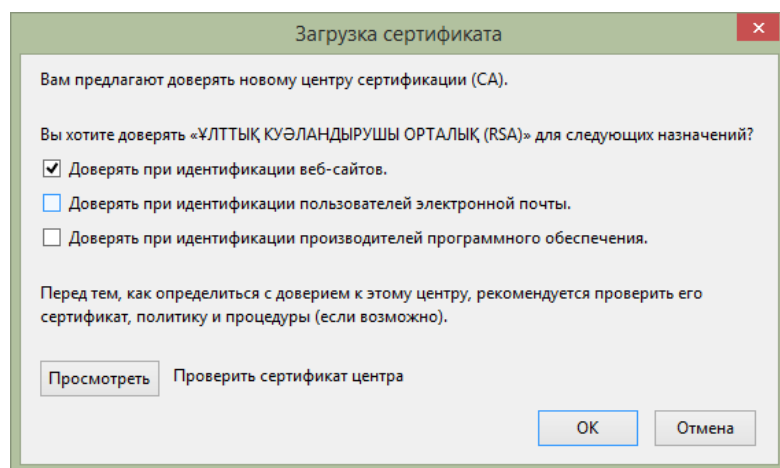 Загрузка сертификата
Вам предлагают доверять новому центру сертификации (CA).
Вы хотите доверять «ҰЛТТЫҚ КУӘЛАНДЫРУШЫ ОРТАЛЫҚ (RSA)» для следующих назначений?
Доверять при идентификации веб-сайтов.
Доверять при идентификации пользователей электронной почты.
Доверять при идентификации производителей программного обеспечения.
Перед тем, как определиться с доверием к этому центру, рекомендуется проверить его
сертификат, политику и процедуры (если возможно).
Просмотреть Проверить сертификат центра
OK Отмена